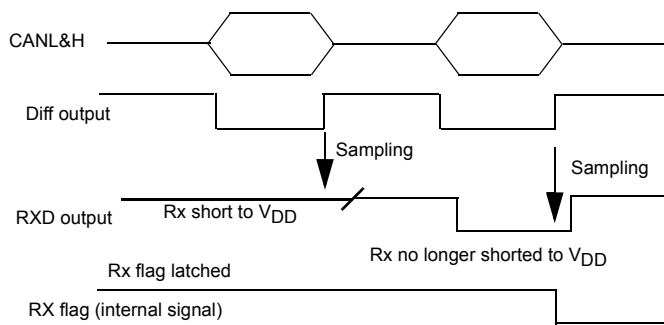 CANL&H
Diff output
Sampling
Sampling
RXD output
Rx short to VDD
Rx no longer shorted to VDD
Rx flag latched
RX flag (internal signal)